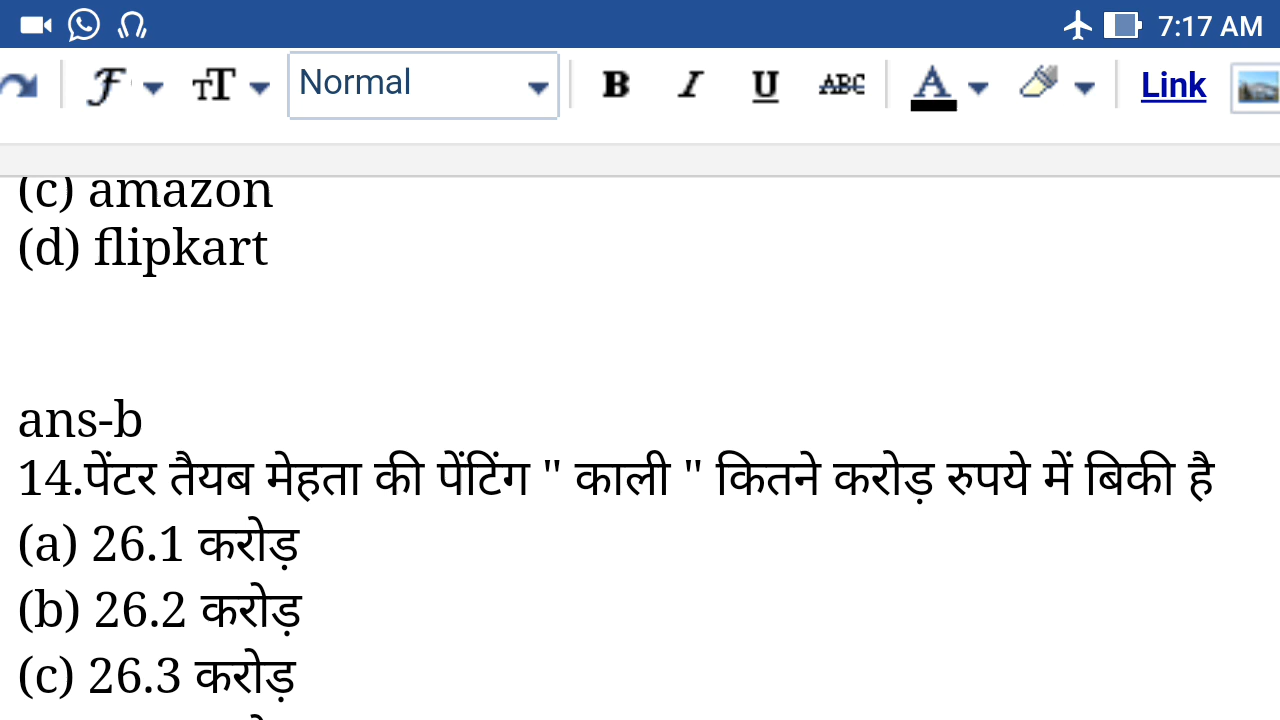 7:17 AM
Normal B I U ABC A Link
(c) amazon
(d) flipkart
ans-b
14.पेंटर तैयब मेहता की पेंटिंग " काली " कितने करोड़ रुपये में बिकी है
(a) 26.1 करोड़
(b) 26.2 करोड़
(c) 26.3 करोड़